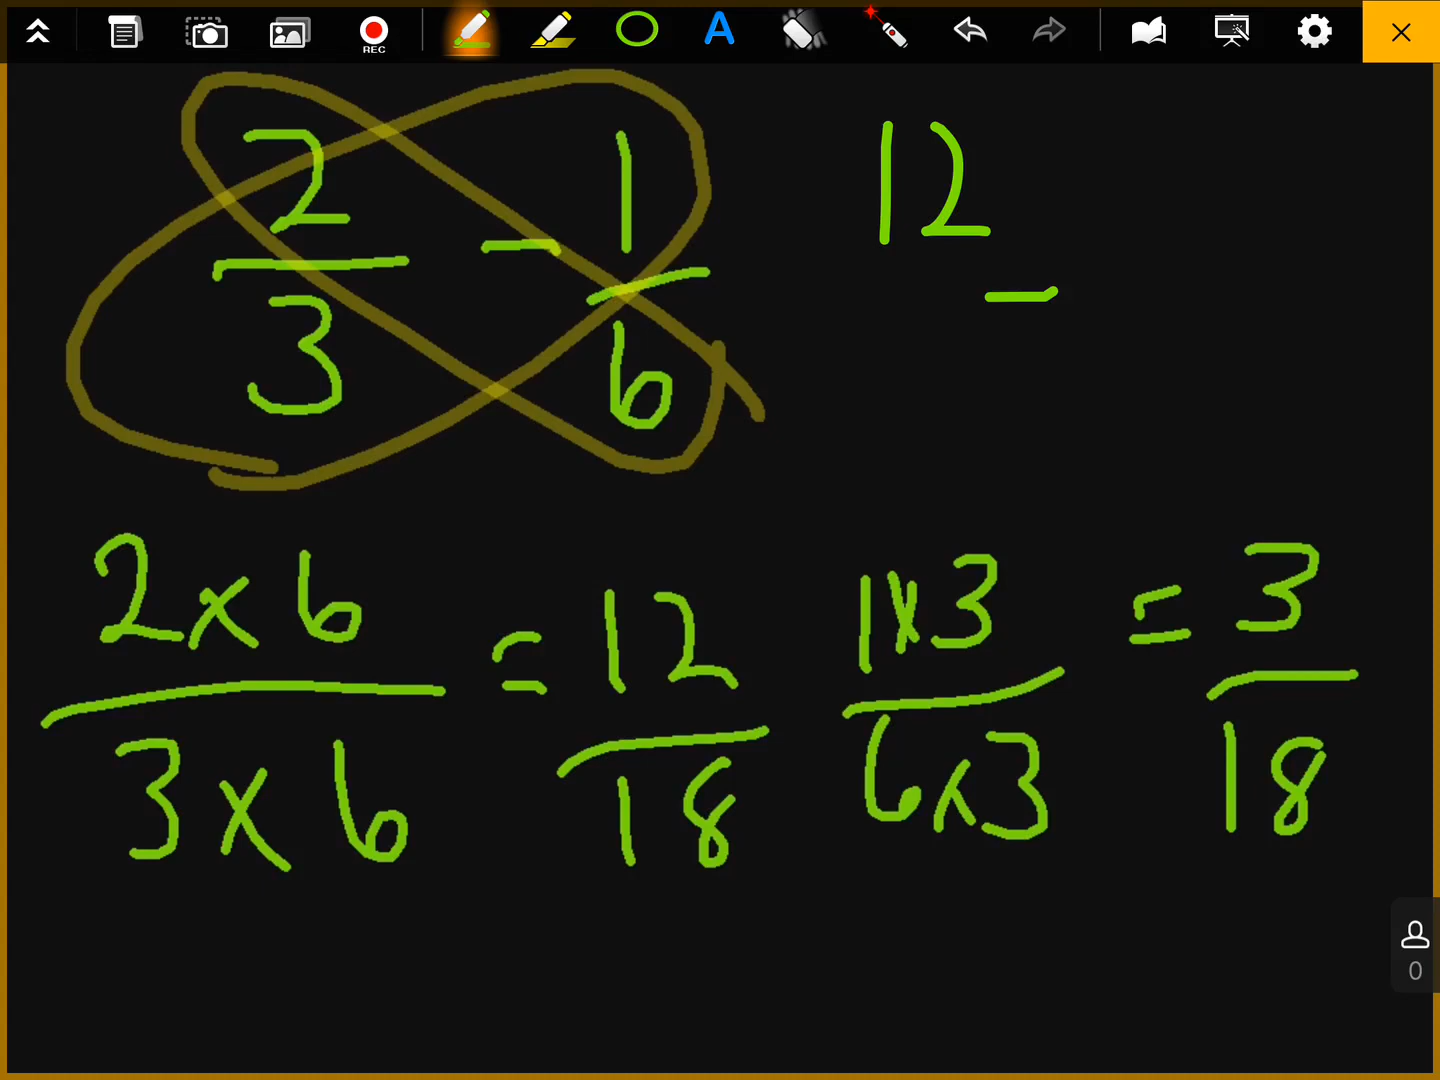 REC
A
2/3 - 1/6
12 -
2x6/3x6 = 12/18
1x3/6x3 = 3/18
0